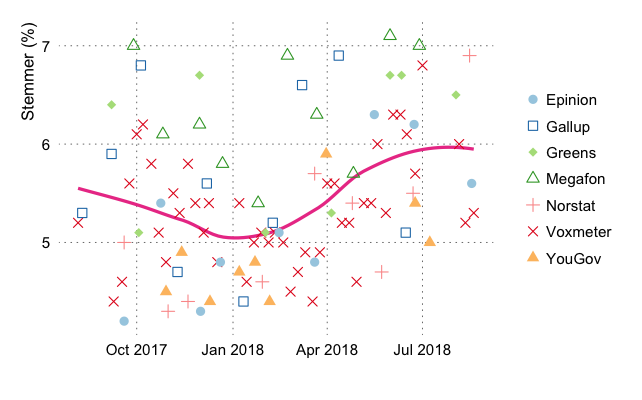 Stemmer (%)
7
6
5
Oct 2017
Jan 2018
Apr 2018
Jul 2018
Epinion
Gallup
Greens
Megafon
Norstat
Voxmeter
YouGov